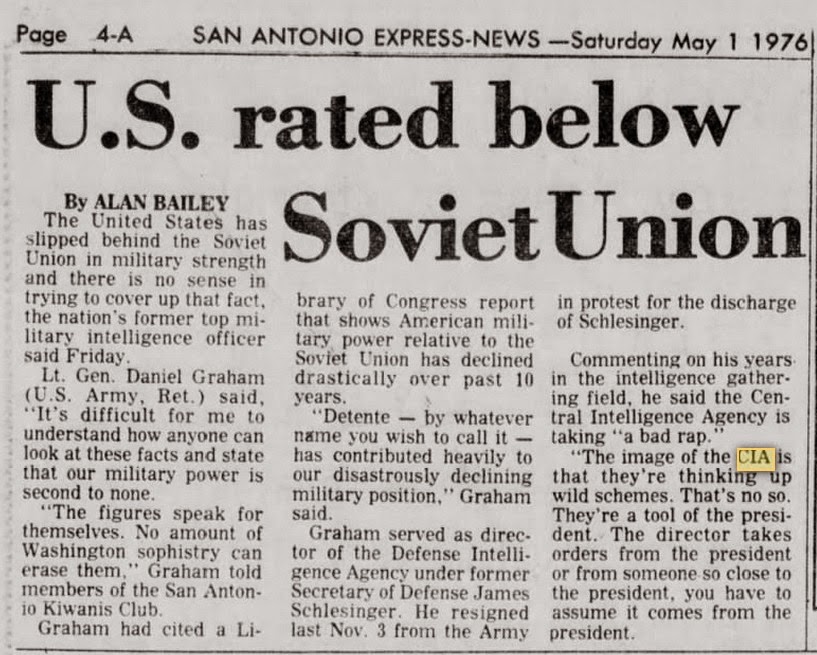 Page 4-A SAN ANTONIO EXPRESS-NEWS —Saturday May 1 1976
U.S. rated below
Soviet Union
By ALAN BAILEY
The United States has
slipped behind the Soviet
Union in military strength
and there is no sense in
trying to cover up that fact,
the nation's former top mi-
litary intelligence officer
said Friday.
Lt. Gen. Daniel Graham
(U.S. Army, Ret.) said,
"It's difficult for me to
understand how anyone can
look at these facts and state
that our military power is
second to none.
"The figures speak for
themselves. No amount of
Washington sophistry can
erase them," Graham told
members of the San Anton-
io Kiwanis Club.
Graham had cited a Li-
brary of Congress report
that shows American mili-
tary power relative to the
Soviet Union has declined
drastically over past 10
years.
"Detente — by whatever
name you wish to call it —
has contributed heavily to
our disastrously declining
military position," Graham
said.
Graham served as direc-
tor of the Defense Intelli-
gence Agency under former
Secretary of Defense James
Schlesinger. He resigned
last Nov. 3 from the Army
in protest for the discharge
of Schlesinger.
Commenting on his years
in the intelligence gather-
ing field, he said the Cen-
tral Intelligence Agency is
taking "a bad rap."
"The image of the CIA is
that they're thinking up
wild schemes. That's no so.
They're a tool of the presi-
dent. The director takes
orders from the president
or from someone so close to
the president, you have to
assume it comes from the
president.